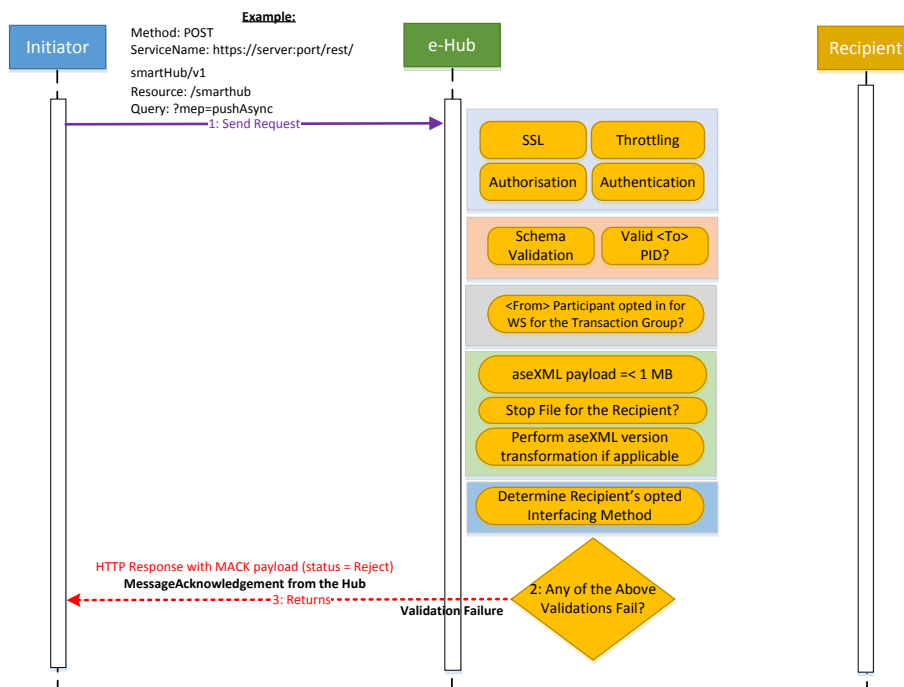 Example:
Method: POST
ServiceName: https://server:port/rest/
smartHub/v1
Resource: /smarthub
Query: ?mep=pushAsync
Initiator
e-Hub
Recipient
1: Send Request
SSL
Throttling
Authorisation
Authentication
Schema
Validation
Valid <To>
PID?
<From> Participant opted in for
WS for the Transaction Group?
aseXML payload =< 1 MB
Stop File for the Recipient?
Perform aseXML version
transformation if applicable
Determine Recipient's opted
Interfacing Method
HTTP Response with MACK payload (status = Reject)
MessageAcknowledgement from the Hub
3: Returns
Validation Failure
2: Any of the Above
Validations Fail?